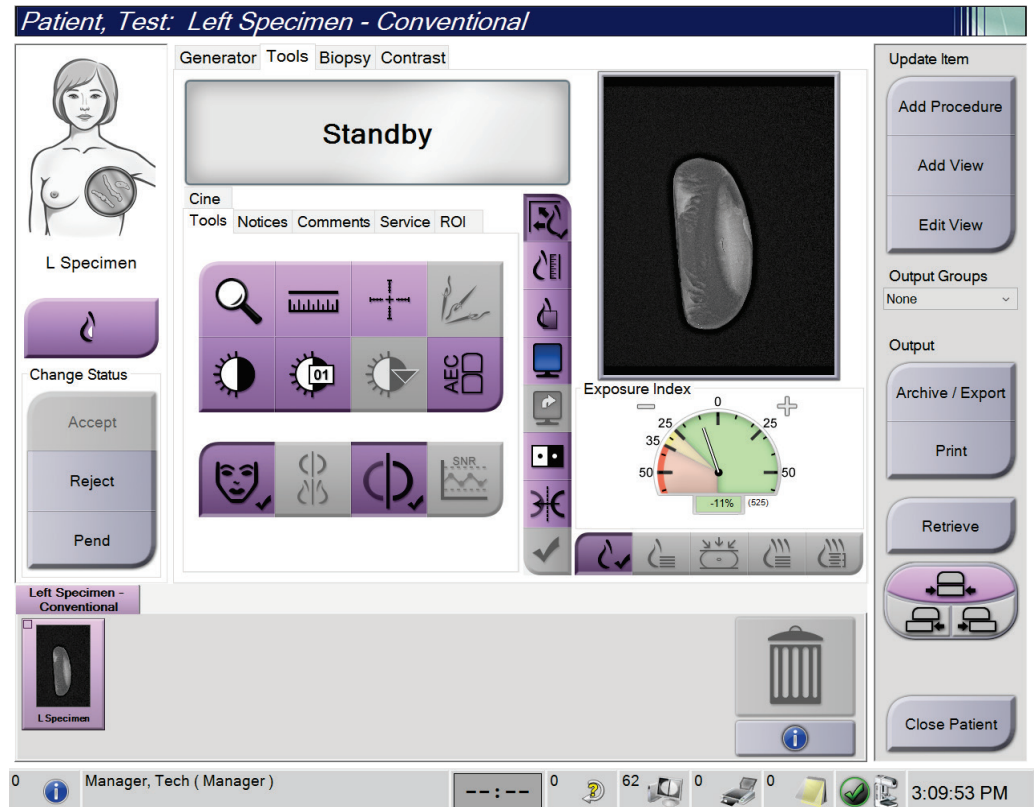 Patient, Test: Left Specimen - Conventional
Generator Tools Biopsy Contrast
Standby
Cine
Tools Notices Comments Service ROI
L Specimen
01
AEC
SNR
Change Status
Accept
Reject
Pend
Exposure Index
0
25 25
35
50 50
-11% (525)
Update Item
Add Procedure
Add View
Edit View
Output Groups
None
Output
Archive / Export
Print
Retrieve
Close Patient
Left Specimen -
Conventional
L Specimen
0 Manager, Tech ( Manager ) --:-- 0 62 0 0 3:09:53 PM